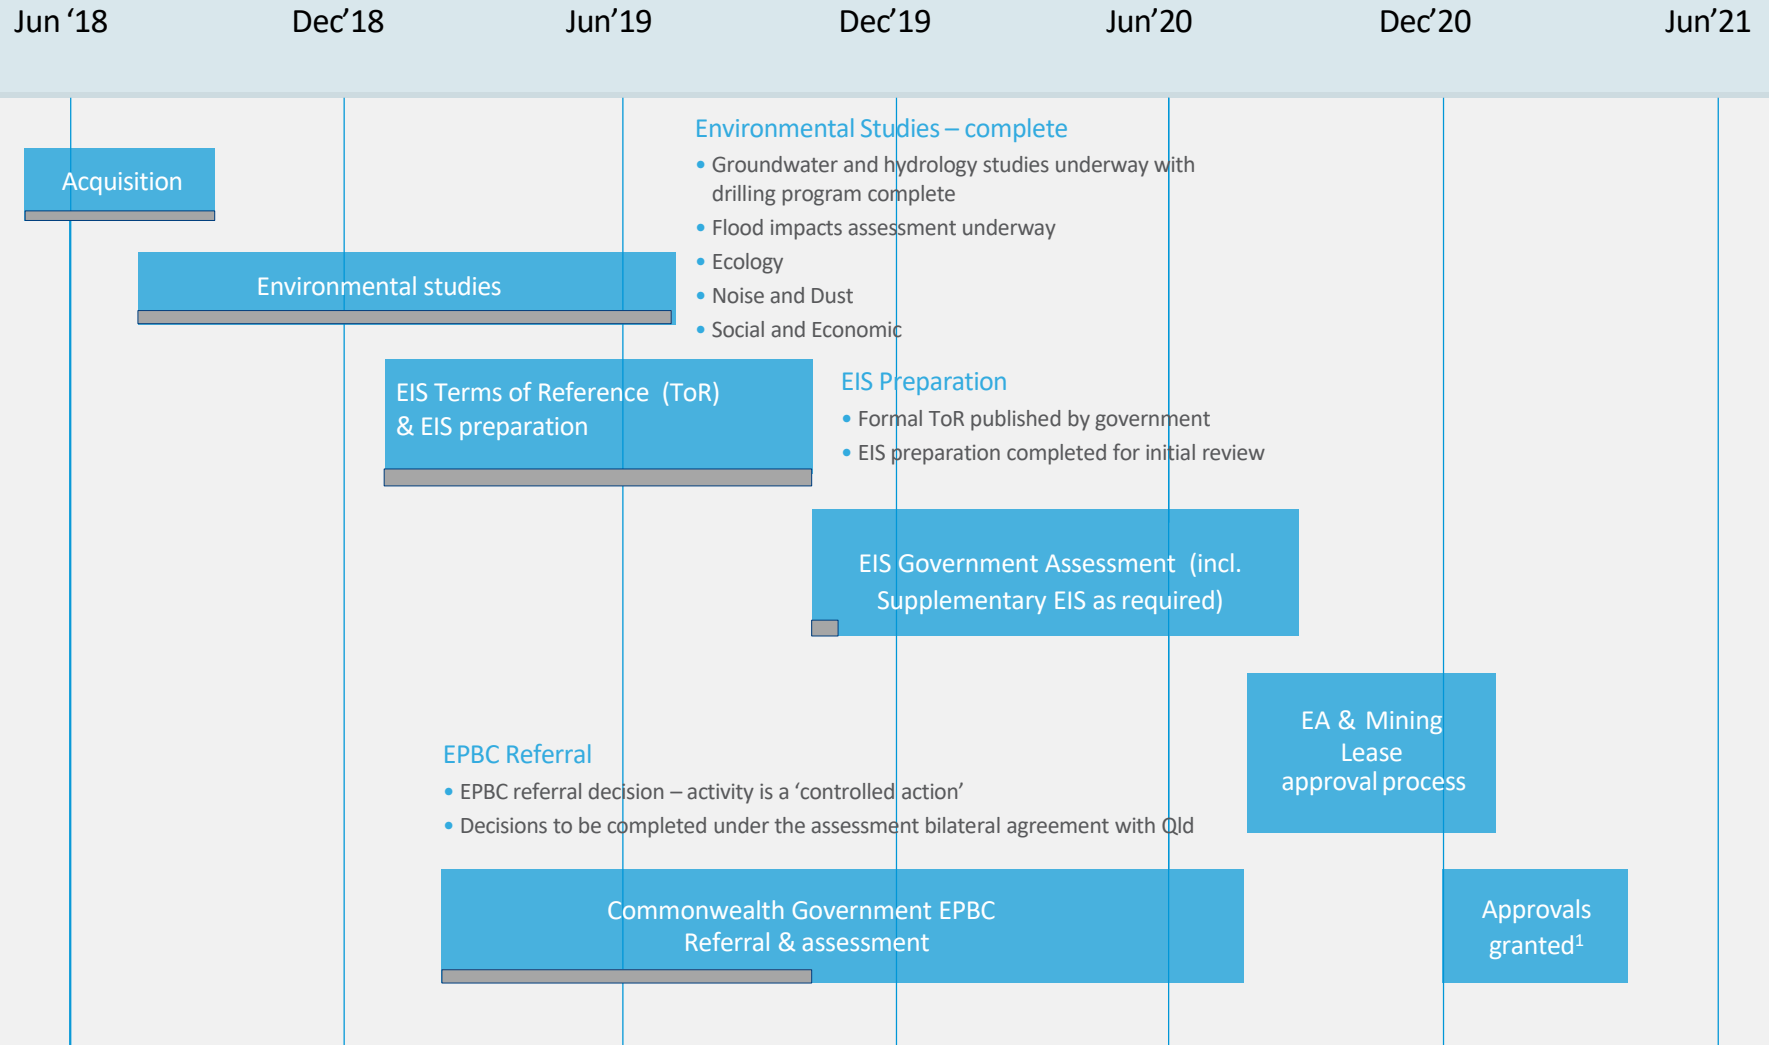 Jun ‘18 Dec’18 Jun’19 Dec’19 Jun’20 Dec’20 Jun’21
Acquisition
Environmental Studies – complete
• Groundwater and hydrology studies underway with
drilling program complete
• Flood impacts assessment underway
• Ecology
• Noise and Dust
• Social and Economic
Environmental studies
EIS Terms of Reference (ToR)
& EIS preparation
EIS Preparation
• Formal ToR published by government
• EIS preparation completed for initial review
EIS Government Assessment (incl.
Supplementary EIS as required)
EA & Mining
Lease
approval process
EPBC Referral
• EPBC referral decision – activity is a ‘controlled action’
• Decisions to be completed under the assessment bilateral agreement with Qld
Commonwealth Government EPBC
Referral & assessment
Approvals
granted¹